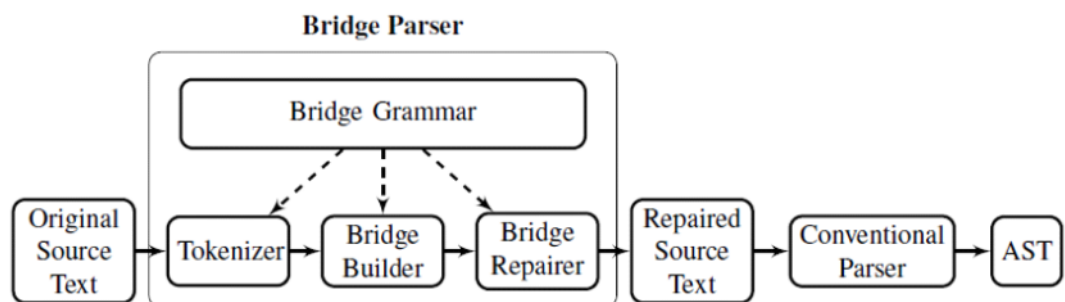 Bridge Parser
Bridge Grammar
Original
Source
Text
Tokenizer
Bridge
Builder
Bridge
Repairer
Repaired
Source
Text
Conventional
Parser
AST